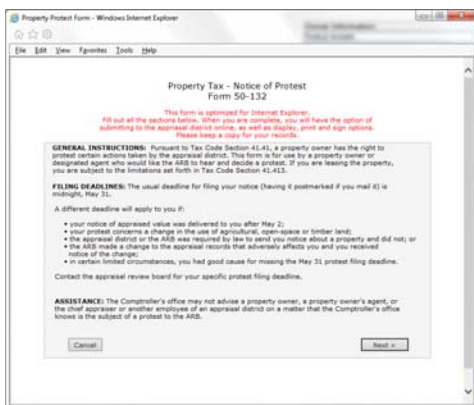 Property Protest Form - Windows Internet Explorer
File Edit View Favorites Tools Help
Property Tax - Notice of Protest
Form 50-132
This form is optimized for Internet Explorer.
Fill out all the sections below. When you are complete, you will have the option of
submitting to the appraisal district online, as well as display, print and sign options.
Please keep a copy for your records.
GENERAL INSTRUCTIONS: Pursuant to Tax Code Section 41.41, a property owner has the right to
protest certain actions taken by the appraisal district. This form is for use by a property owner or
designated agent who would like the ARB to hear and decide a protest. If you are leasing the property,
you are subject to the limitations set forth in Tax Code Section 41.413.
FILING DEADLINES: The usual deadline for filing your notice (having it postmarked if you mail it) is
midnight, May 31.
A different deadline will apply to you if:
• your notice of appraised value was delivered to you after May 2;
• your protest concerns a change in the use of agricultural, open-space or timber land;
• the appraisal district or the ARB was required by law to send you notice about a property and did not; or
• the ARB made a change to the appraisal records that adversely affects you and you received
notice of the change;
• in certain limited circumstances, you had good cause for missing the May 31 protest filing deadline.
Contact the appraisal review board for your specific protest filing deadline.
ASSISTANCE: The Comptroller's office may not advise a property owner, a property owner's agent, or
the chief appraiser or another employee of an appraisal district on a matter that the Comptroller's office
knows is the subject of a protest to the ARB.
Cancel
Next »